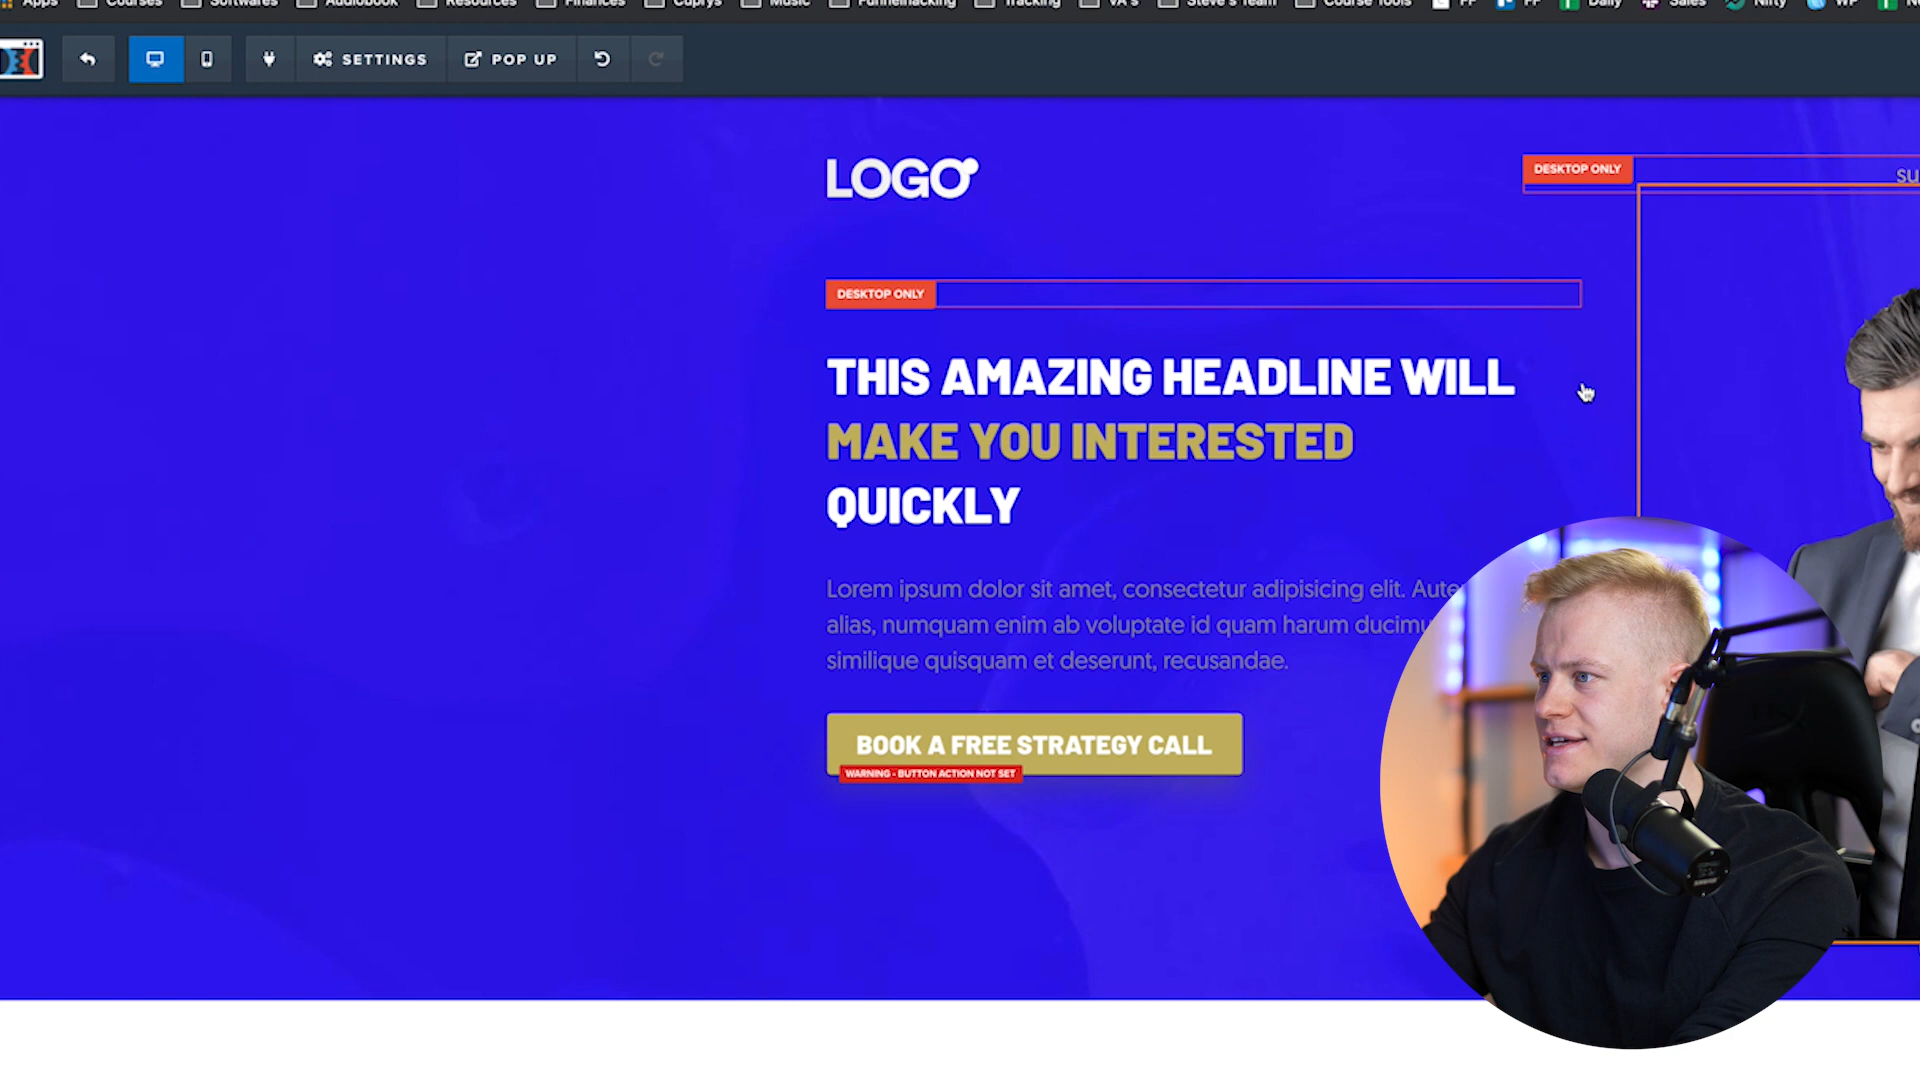 Apps Courses Softwares Audiobook Resources Finances Cuprys Music Funnelhacking Tracking VA's Steve's Team Course Tools FF FF Daily Sales Nifty WP
SETTINGS POP UP
LOGO
DESKTOP ONLY
SU
DESKTOP ONLY
THIS AMAZING HEADLINE WILL
MAKE YOU INTERESTED
QUICKLY
Lorem ipsum dolor sit amet, consectetur adipisicing elit. Aute
alias, numquam enim ab voluptate id quam harum ducimu
similique quisquam et deserunt, recusandae.
BOOK A FREE STRATEGY CALL
WARNING - BUTTON ACTION NOT SET